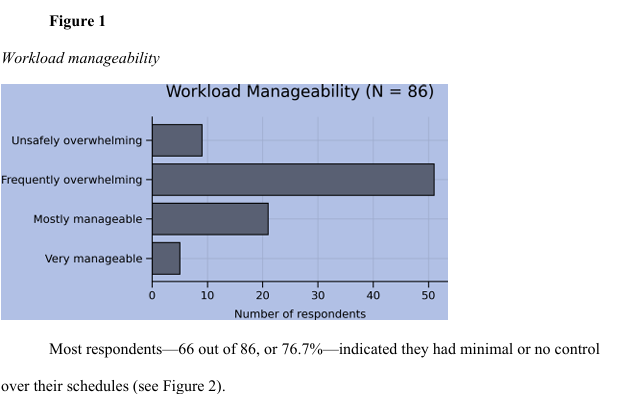 Figure 1
Workload manageability
Workload Manageability (N = 86)
Unsafely overwhelming
Frequently overwhelming
Mostly manageable
Very manageable
0 10 20 30 40 50
Number of respondents
Most respondents—66 out of 86, or 76.7%—indicated they had minimal or no control
over their schedules (see Figure 2).